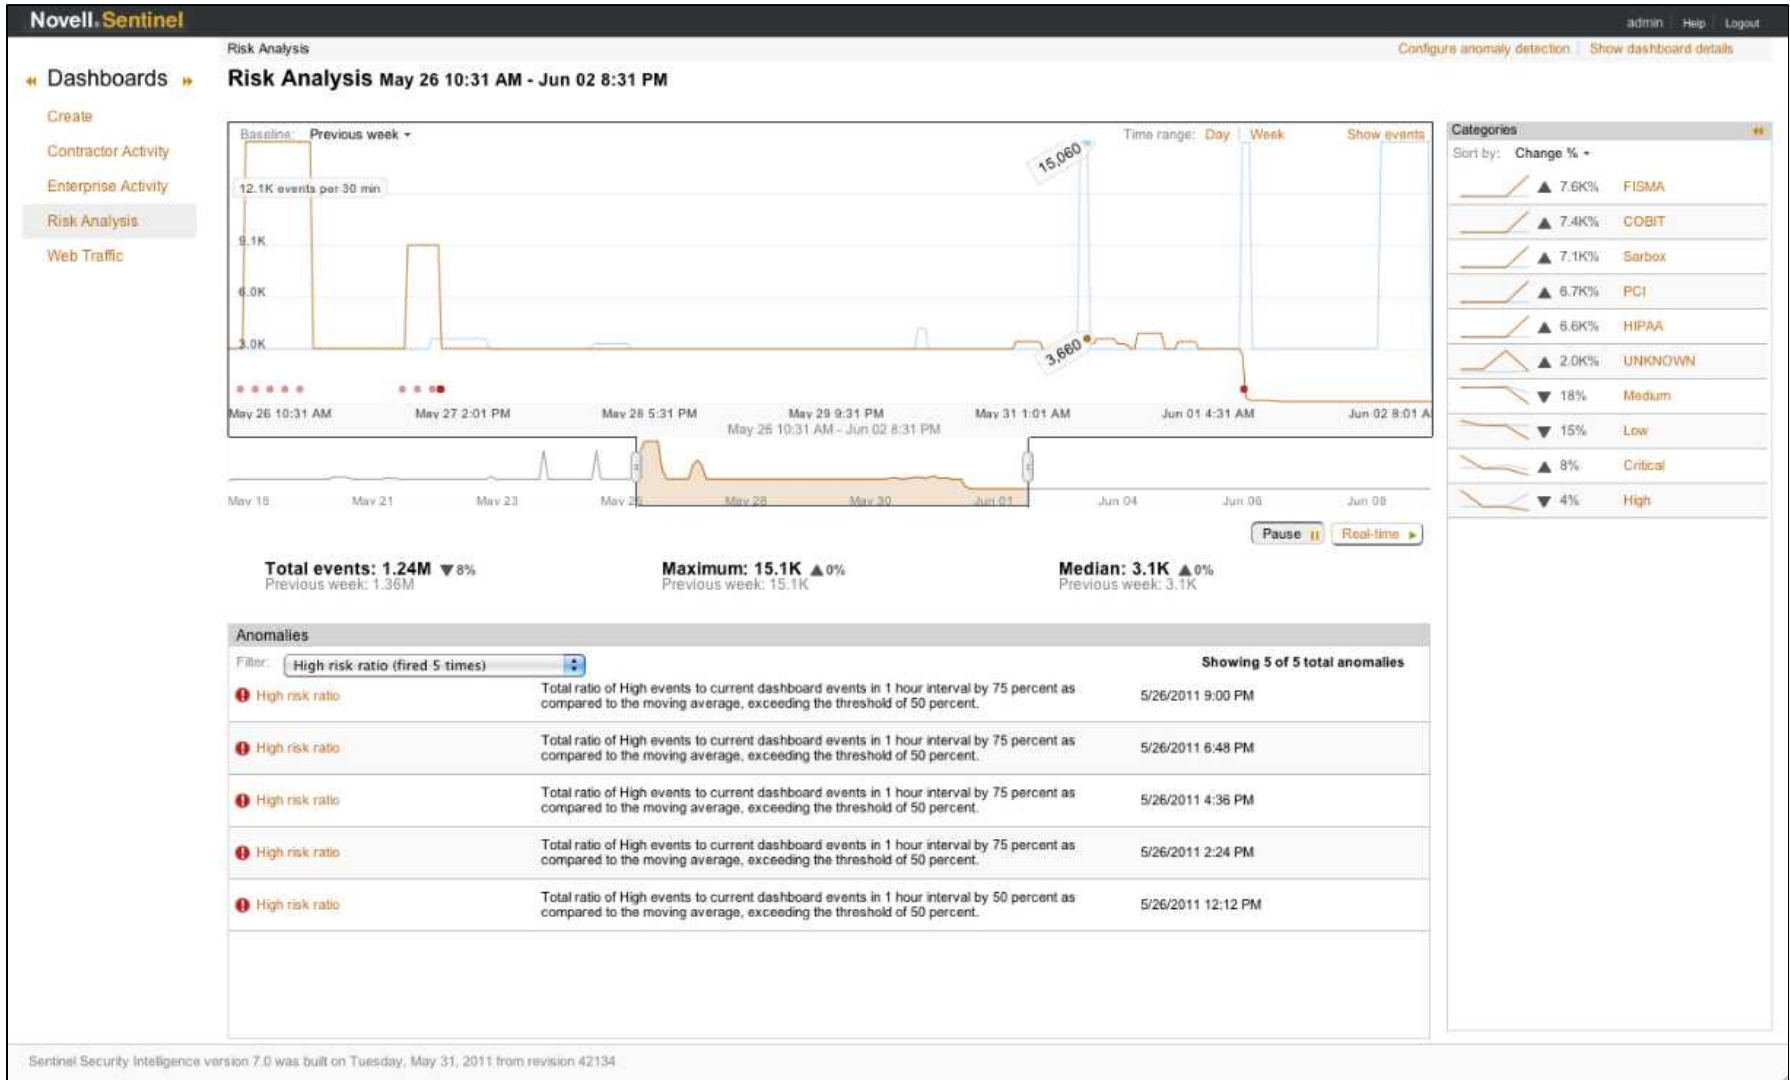 Novell. Sentinel
admin Help Logout
Risk Analysis
Configure anomaly detection Show dashboard details
Dashboards
Risk Analysis May 26 10:31 AM - Jun 02 8:31 PM
Create
Contractor Activity
Enterprise Activity
Risk Analysis
Web Traffic
Baseline: Previous week
Time range: Day Week
Show events
15,060
12.1K events per 30 min
9.1K
6.0K
3.0K
3,660
May 26 10:31 AM May 27 2:01 PM May 28 5:31 PM May 29 9:31 PM May 31 1:01 AM Jun 01 4:31 AM Jun 02 8:01 A
May 26 10:31 AM - Jun 02 8:31 PM
May 18 May 21 May 23 May 25 May 28 May 30 Jun 01 Jun 04 Jun 06 Jun 08
Pause Real-time
Total events: 1.24M ▼8%
Previous week: 1.36M
Maximum: 15.1K ▲0%
Previous week: 15.1K
Median: 3.1K ▲0%
Previous week: 3.1K
Categories
Sort by: Change %
▲ 7.6K% FISMA
▲ 7.4K% COBIT
▲ 7.1K% Sarbox
▲ 6.7K% PCI
▲ 6.6K% HIPAA
▲ 2.0K% UNKNOWN
▼ 18% Medium
▼ 15% Low
▲ 8% Critical
▼ 4% High
Anomalies
Filter: High risk ratio (fired 5 times)
Showing 5 of 5 total anomalies
High risk ratio
Total ratio of High events to current dashboard events in 1 hour interval by 75 percent as
compared to the moving average, exceeding the threshold of 50 percent.
5/26/2011 9:00 PM
High risk ratio
Total ratio of High events to current dashboard events in 1 hour interval by 75 percent as
compared to the moving average, exceeding the threshold of 50 percent.
5/26/2011 6:48 PM
High risk ratio
Total ratio of High events to current dashboard events in 1 hour interval by 75 percent as
compared to the moving average, exceeding the threshold of 50 percent.
5/26/2011 4:36 PM
High risk ratio
Total ratio of High events to current dashboard events in 1 hour interval by 75 percent as
compared to the moving average, exceeding the threshold of 50 percent.
5/26/2011 2:24 PM
High risk ratio
Total ratio of High events to current dashboard events in 1 hour interval by 50 percent as
compared to the moving average, exceeding the threshold of 50 percent.
5/26/2011 12:12 PM
Sentinel Security Intelligence version 7.0 was built on Tuesday, May 31, 2011 from revision 42134